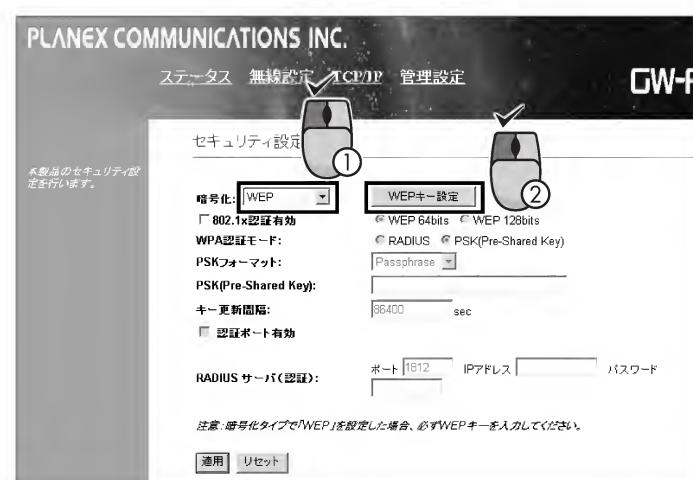 PLANEX COMMUNICATIONS INC.
ステータス 無線設定 TCP/IP 管理設定
GW-
セキュリティ設定
本製品のセキュリティ設
定を行います。
①
②
暗号化: WEP WEPキー設定
802.1x認証有効 WEP 64bits WEP 128bits
WPA認証モード: RADIUS PSK(Pre-Shared Key)
PSKフォーマット: Passphrase
PSK(Pre-Shared Key):
キー更新間隔: 86400 sec
認証ポート有効
RADIUS サーバ(認証): ポート 1812 IPアドレス パスワード
注意:暗号化タイプで「WEP」を設定した場合、必ずWEPキーを入力してください。
適用 リセット